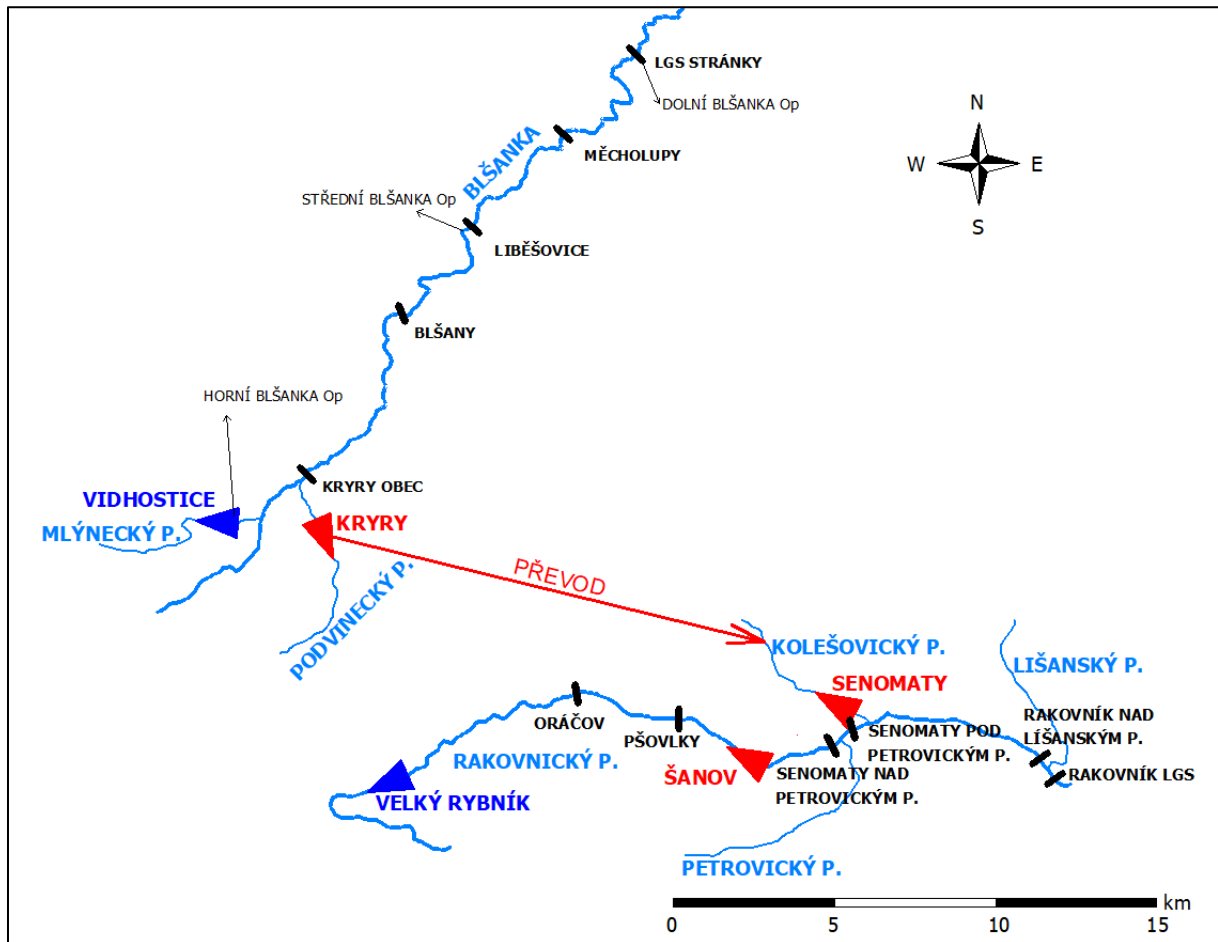 LGS STRÁNKY
DOLNÍ BLŠANKA Op
N
W
E
S
BLŠANKA
MĚCHOLUPY
STŘEDNÍ BLŠANKA Op
LIBĚŠOVICE
BLŠANY
HORNÍ BLŠANKA Op
KRYRY OBEC
VIDHOSTICE
MLÝNECKÝ P.
KRYRY
PŘEVOD
PODVINECKÝ P.
KOLEŠOVICKÝ P.
LIŠANSKÝ P.
SENOMATY
ORÁČOV
PŠOVLKY
RAKOVNICKÝ P.
ŠANOV
VELKÝ RYBNÍK
SENOMATY NAD
PETROVICKÝM P.
SENOMATY POD
PETROVICKÝM P.
RAKOVNÍK NAD
LÍŠANSKÝM P.
RAKOVNÍK LGS
PETROVICKÝ P.
km
0
5
10
15